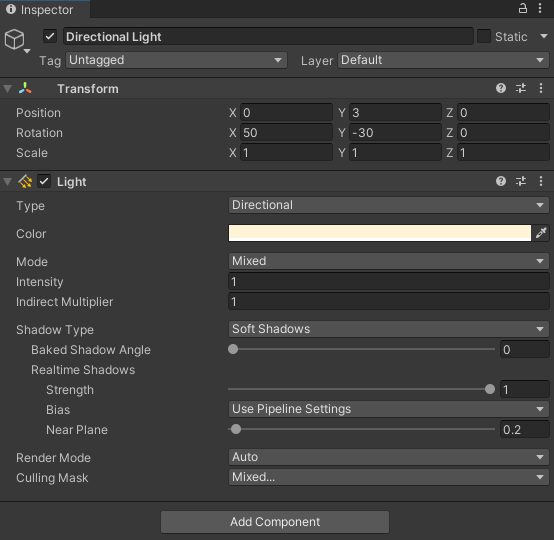 Inspector
Directional Light Static
Tag Untagged Layer Default
Transform
Position X 0 Y 3 Z 0
Rotation X 50 Y -30 Z 0
Scale X 1 Y 1 Z 1
Light
Type Directional
Color
Mode Mixed
Intensity 1
Indirect Multiplier 1
Shadow Type Soft Shadows
Baked Shadow Angle 0
Realtime Shadows
Strength 1
Bias Use Pipeline Settings
Near Plane 0.2
Render Mode Auto
Culling Mask Mixed...
Add Component